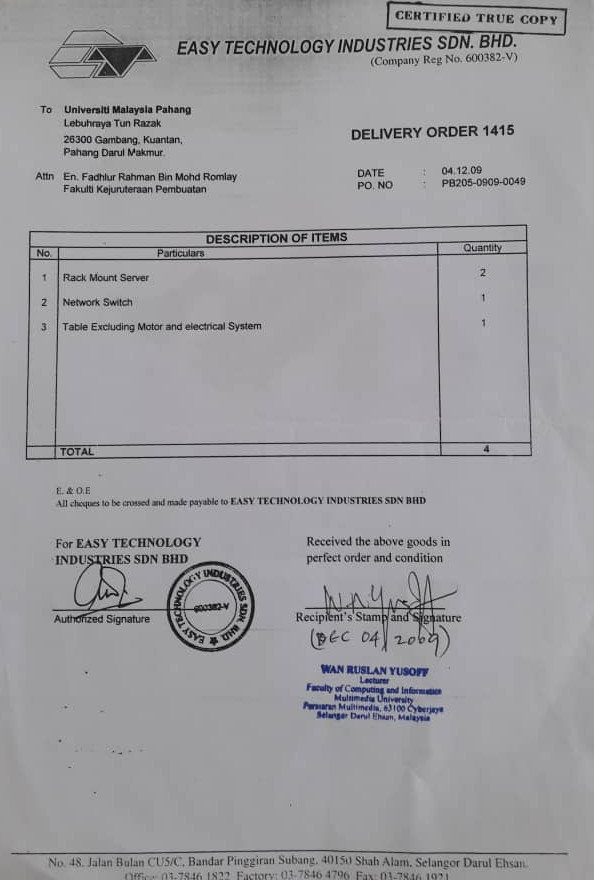 CERTIFIED TRUE COPY
EASY TECHNOLOGY INDUSTRIES SDN. BHD.
(Company Reg No. 600382-V)
To Universiti Malaysia Pahang
Lebuhraya Tun Razak
26300 Gambang, Kuantan,
Pahang Darul Makmur.
DELIVERY ORDER 1415
Attn En. Fadhlur Rahman Bin Mohd Romlay
Fakulti Kejuruteraan Pembuatan
DATE : 04.12.09
PO. NO : PB205-0909-0049
DESCRIPTION OF ITEMS
No. Particulars Quantity
1 Rack Mount Server 2
2 Network Switch 1
3 Table Excluding Motor and electrical System 1
TOTAL 4
E. & O.E
All cheques to be crossed and made payable to EASY TECHNOLOGY INDUSTRIES SDN BHD
For EASY TECHNOLOGY
INDUSTRIES SDN BHD
Authorized Signature
EASY TECHNOLOGY INDUSTRIES SDN. BHD.
600382-V
Received the above goods in
perfect order and condition
Recipient's Stamp and Signature
(DEC 04/2009)
WAN RUSLAN YUSOFF
Lecturer
Faculty of Computing and Informatics
Multimedia University
Persiaran Multimedia, 63100 Cyberjaya
Selangor Darul Ehsan, Malaysia
No. 48, Jalan Bulan CU5/C, Bandar Pinggiran Subang, 40150 Shah Alam, Selangor Darul Ehsan.
Office: 03-7846 1822 Factory: 03-7846 4796 Fax: 03-7846 1921